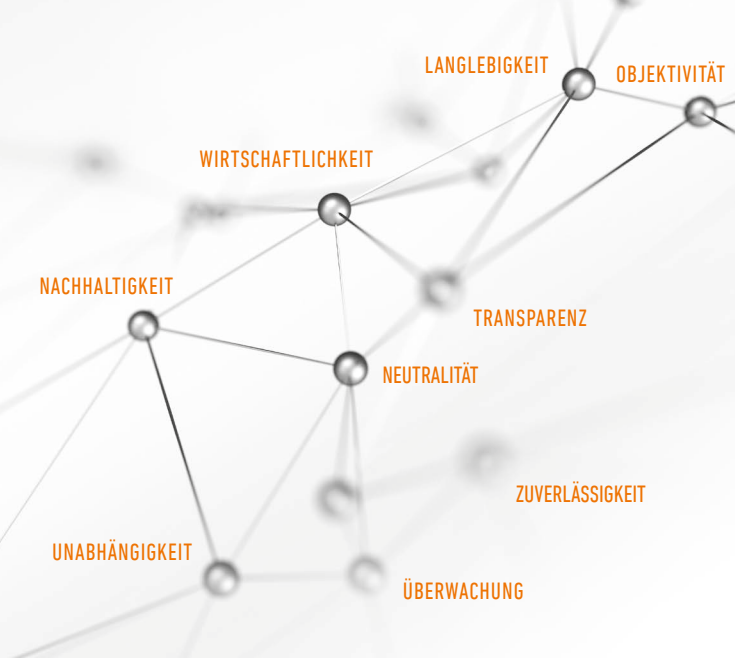 LANGLEBIGKEIT
OBJEKTIVITÄT
WIRTSCHAFTLICHKEIT
NACHHALTIGKEIT
TRANSPARENZ
NEUTRALITÄT
ZUVERLÄSSIGKEIT
UNABHÄNGIGKEIT
ÜBERWACHUNG